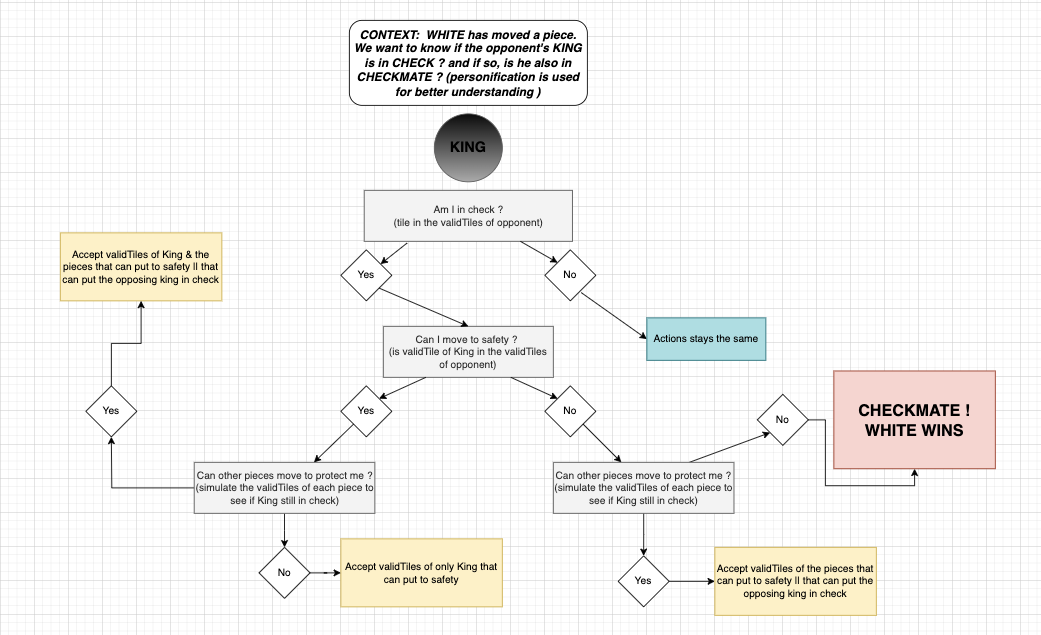 CONTEXT:  WHITE has moved a piece.
We want to know if the opponent's KING
is in CHECK ? and if so, is he also in
CHECKMATE ? (personification is used
for better understanding )
KING
Am I in check ?
(tile in the validTiles of opponent)
Accept validTiles of King & the
pieces that can put to safety ll that
can put the opposing king in check
Yes
No
Can I move to safety ?
(is validTile of King in the validTiles
of opponent)
Actions stays the same
Yes
Yes
No
No
CHECKMATE !
WHITE WINS
Can other pieces move to protect me ?
(simulate the validTiles of each piece to
see if King still in check)
Can other pieces move to protect me ?
(simulate the validTiles of each piece to
see if King still in check)
No
Accept validTiles of only King that
can put to safety
Yes
Accept validTiles of the pieces that
can put to safety ll that can put the
opposing king in check